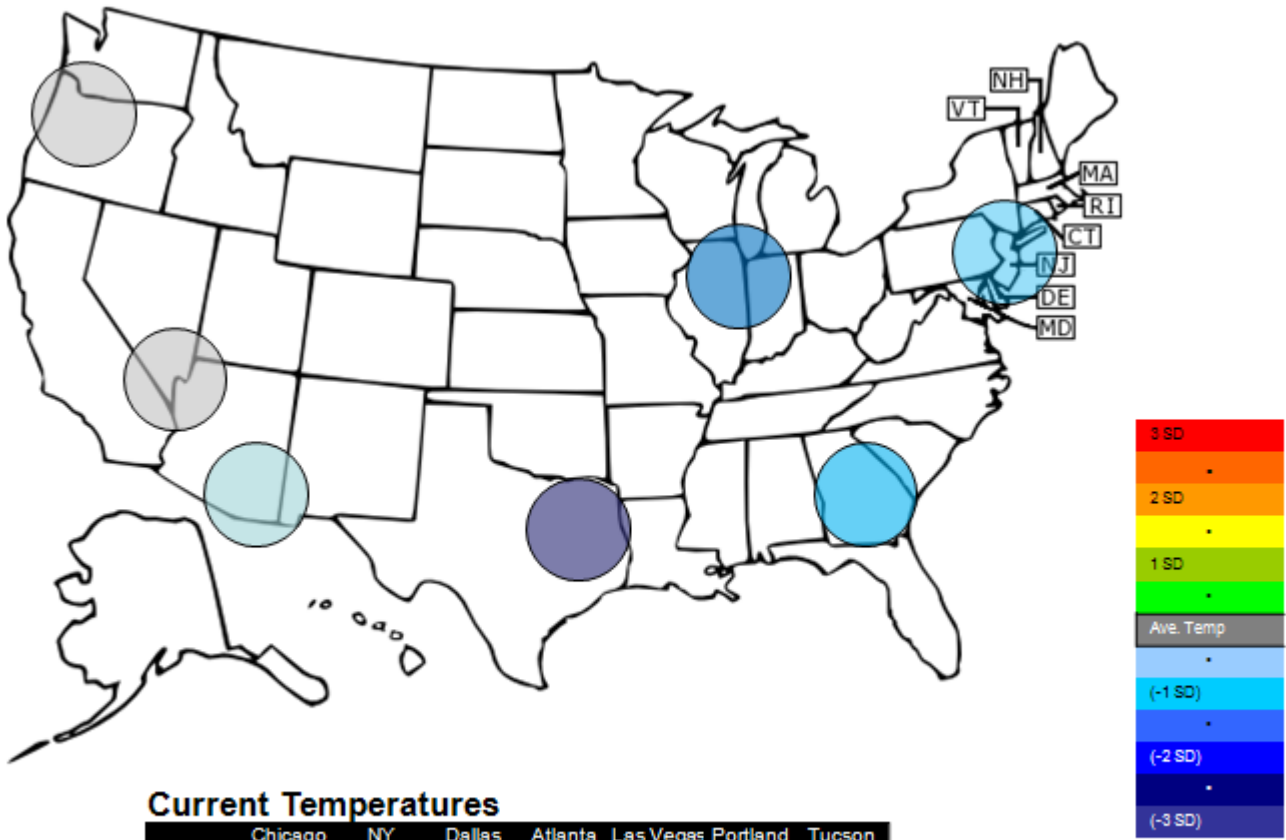 NH
VT
MA
RI
CT
NJ
DE
MD
3 SD
2 SD
1 SD
Ave. Temp
(-1 SD)
(-2 SD)
(-3 SD)
Current Temperatures
Chicago NY Dallas Atlanta Las Vegas Portland Tucson